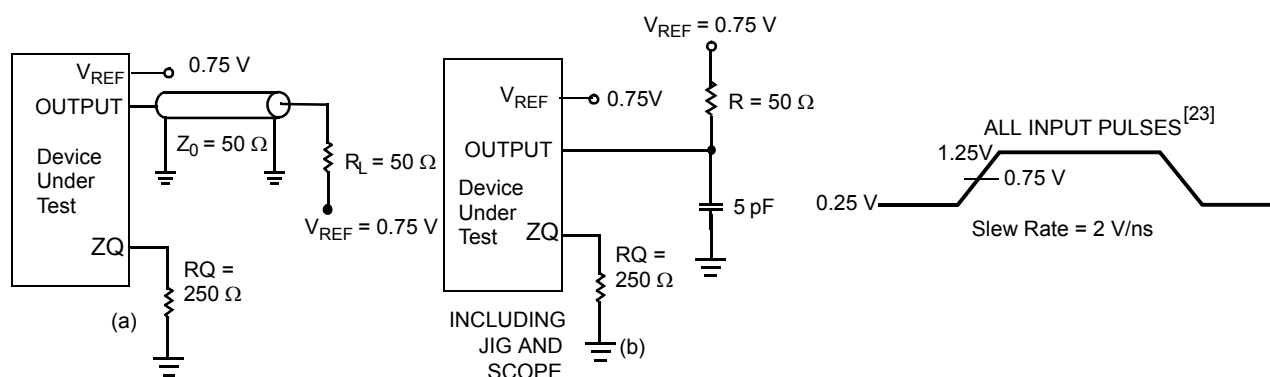 V_REF 0.75 V
OUTPUT
Z0 = 50 Ω
Device
Under
Test
R_L = 50 Ω
V_REF = 0.75 V
ZQ
RQ =
250 Ω
(a)
V_REF = 0.75 V
V_REF 0.75V
R = 50 Ω
OUTPUT
Device
Under
Test
5 pF
ZQ
RQ =
250 Ω
INCLUDING
JIG AND
SCOPE
(b)
ALL INPUT PULSES[23]
1.25V
0.75 V
0.25 V
Slew Rate = 2 V/ns